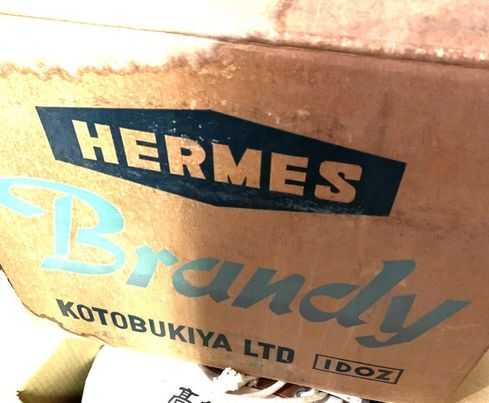 HERMES
Brandy
KOTOBUKIYA LTD
1DOZ